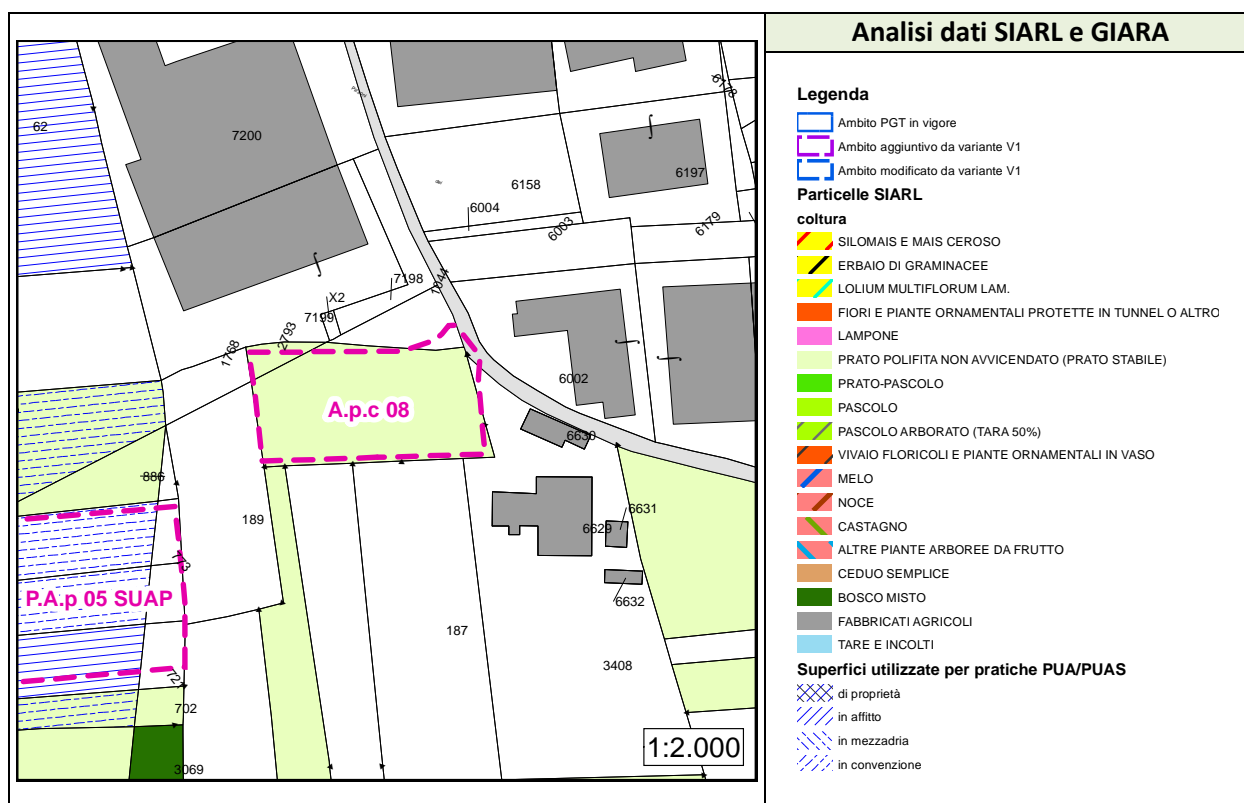 Analisi dati SIARL e GIARA
62
7200
6158
6004
6003
6178
6197
6179
7198
1044
X2
7199
2793
1768
6002
A.p.c 08
6630
886
189
6631
6629
773
P.A.p 05 SUAP
6632
187
3408
721
702
3069
1:2.000
Legenda
Ambito PGT in vigore
Ambito aggiuntivo da variante V1
Ambito modificato da variante V1
Particelle SIARL
coltura
SILOMAIS E MAIS CEROSO
ERBAIO DI GRAMINACEE
LOLIUM MULTIFLORUM LAM.
FIORI E PIANTE ORNAMENTALI PROTETTE IN TUNNEL O ALTRO
LAMPONE
PRATO POLIFITA NON AVVICENDATO (PRATO STABILE)
PRATO-PASCOLO
PASCOLO
PASCOLO ARBORATO (TARA 50%)
VIVAIO FLORICOLI E PIANTE ORNAMENTALI IN VASO
MELO
NOCE
CASTAGNO
ALTRE PIANTE ARBOREE DA FRUTTO
CEDUO SEMPLICE
BOSCO MISTO
FABBRICATI AGRICOLI
TARE E INCOLTI
Superfici utilizzate per pratiche PUA/PUAS
di proprietà
in affitto
in mezzadria
in convenzione